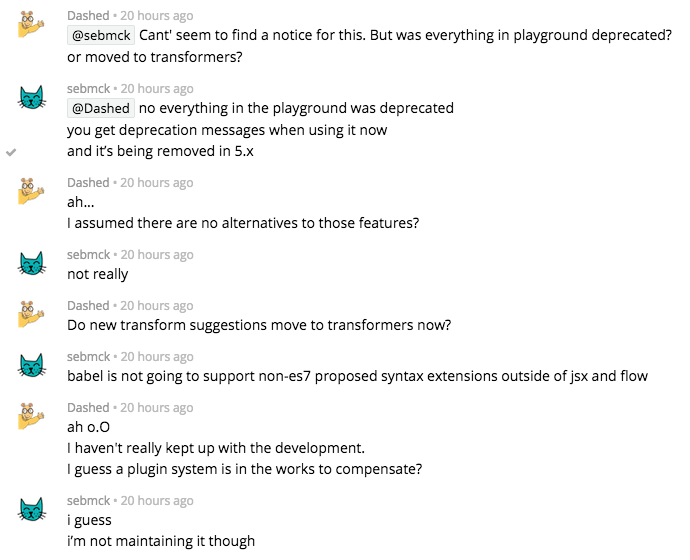 Dashed • 20 hours ago
@sebmck Cant' seem to find a notice for this. But was everything in playground deprecated?
or moved to transformers?
sebmck • 20 hours ago
@Dashed no everything in the playground was deprecated
you get deprecation messages when using it now
and it's being removed in 5.x
Dashed • 20 hours ago
ah...
I assumed there are no alternatives to those features?
sebmck • 20 hours ago
not really
Dashed • 20 hours ago
Do new transform suggestions move to transformers now?
sebmck • 20 hours ago
babel is not going to support non-es7 proposed syntax extensions outside of jsx and flow
Dashed • 20 hours ago
ah o.O
I haven't really kept up with the development.
I guess a plugin system is in the works to compensate?
sebmck • 20 hours ago
i guess
i'm not maintaining it though